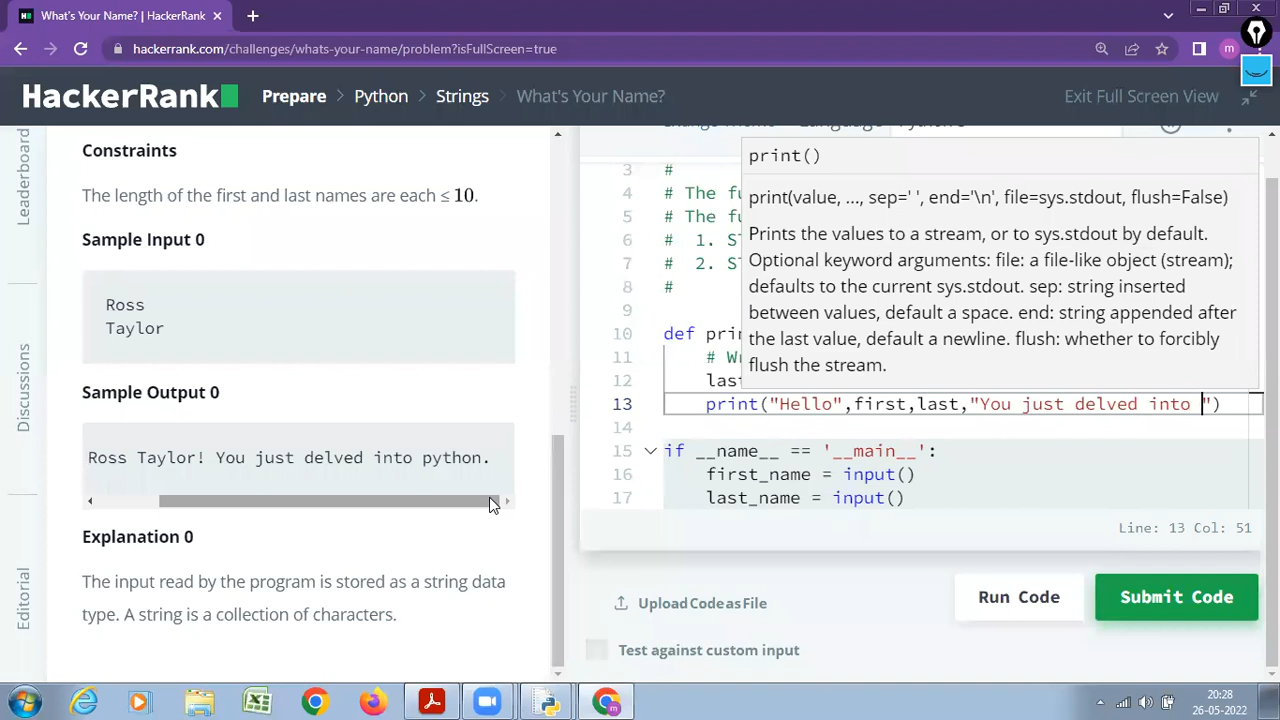 What's Your Name? | HackerRank
hackerrank.com/challenges/whats-your-name/problem?isFullScreen=true
m
HackerRank
Prepare > Python > Strings > What's Your Name?
Exit Full Screen View
Leaderboard
Discussions
Editorial
Constraints
The length of the first and last names are each ≤ 10.
Sample Input 0
Ross
Taylor
Sample Output 0
Ross Taylor! You just delved into python.
Explanation 0
The input read by the program is stored as a string data
type. A string is a collection of characters.
Language
print()
print(value, ..., sep=' ', end='\n', file=sys.stdout, flush=False)
Prints the values to a stream, or to sys.stdout by default.
Optional keyword arguments: file: a file-like object (stream);
defaults to the current sys.stdout. sep: string inserted
between values, default a space. end: string appended after
the last value, default a newline. flush: whether to forcibly
flush the stream.
3 #
4 # The fu
5 # The fu
6 # 1. S
7 # 2. S
8 #
9
10 def prin
11 # W
12 las
13 print("Hello",first,last,"You just delved into ")
15 if __name__ == '__main__':
16 first_name = input()
17 last_name = input()
Line: 13 Col: 51
Upload Code as File
Run Code
Submit Code
Test against custom input
m
20:28
26-05-2022